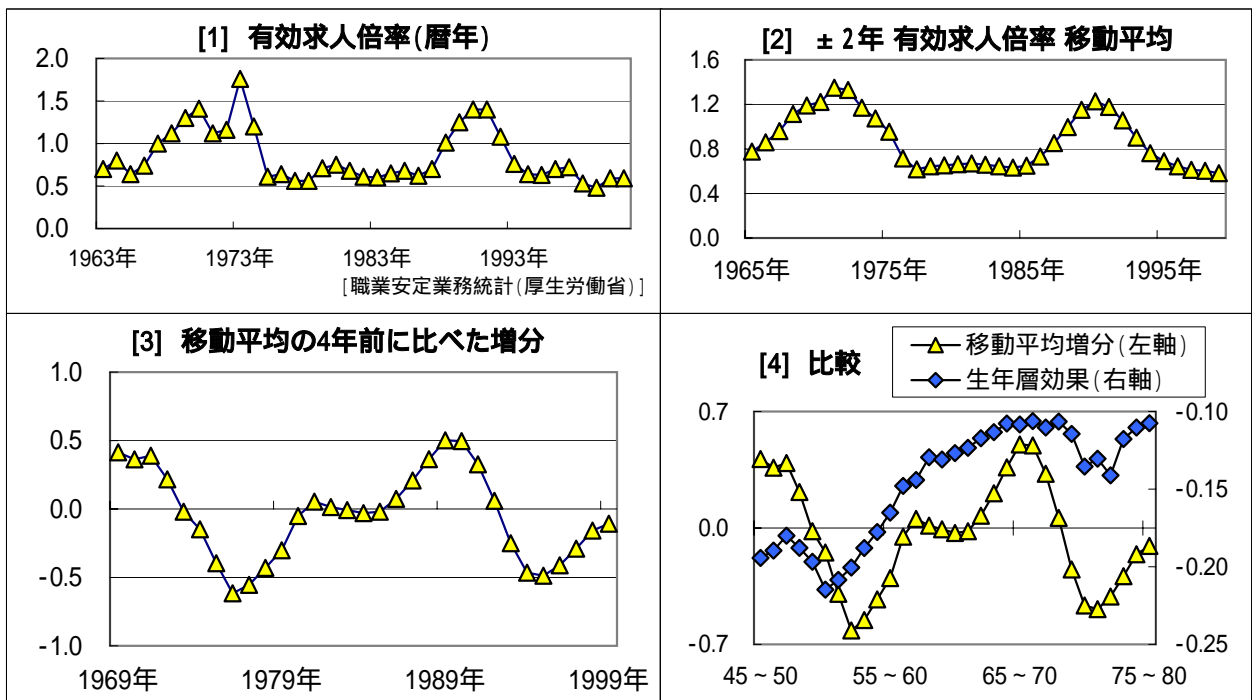 [1] 有効求人倍率(暦年)
2.0
1.5
1.0
0.5
0.0
1963年 1973年 1983年 1993年
[職業安定業務統計(厚生労働省)]
[2] ±2年 有効求人倍率 移動平均
1.6
1.2
0.8
0.4
0.0
1965年 1975年 1985年 1995年
[3] 移動平均の4年前に比べた増分
1.0
0.5
0.0
-0.5
-1.0
1969年 1979年 1989年 1999年
[4] 比較
移動平均増分(左軸)
生年層効果(右軸)
0.7 -0.10
-0.15
0.0
-0.20
-0.7 -0.25
45~50 55~60 65~70 75~80